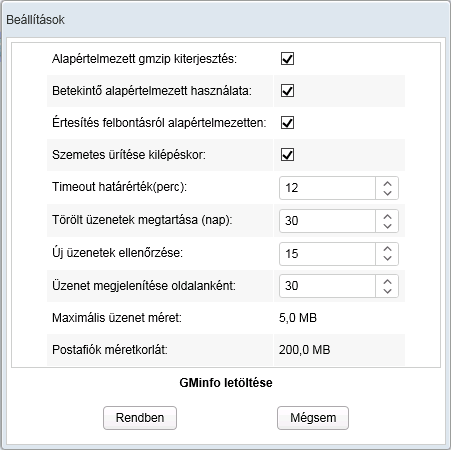 Beállítások
Alapértelmezett gmzip kiterjesztés:
Betekintő alapértelmezett használata:
Értesítés felbontásról alapértelmezetten:
Szemetes ürítése kilépéskor:
Timeout határérték(perc): 12
Törölt üzenetek megtartása (nap): 30
Új üzenetek ellenőrzése: 15
Üzenet megjelenítése oldalanként: 30
Maximális üzenet méret: 5,0 MB
Postafiók méretkorlát: 200,0 MB
GMinfo letöltése
Rendben Mégsem